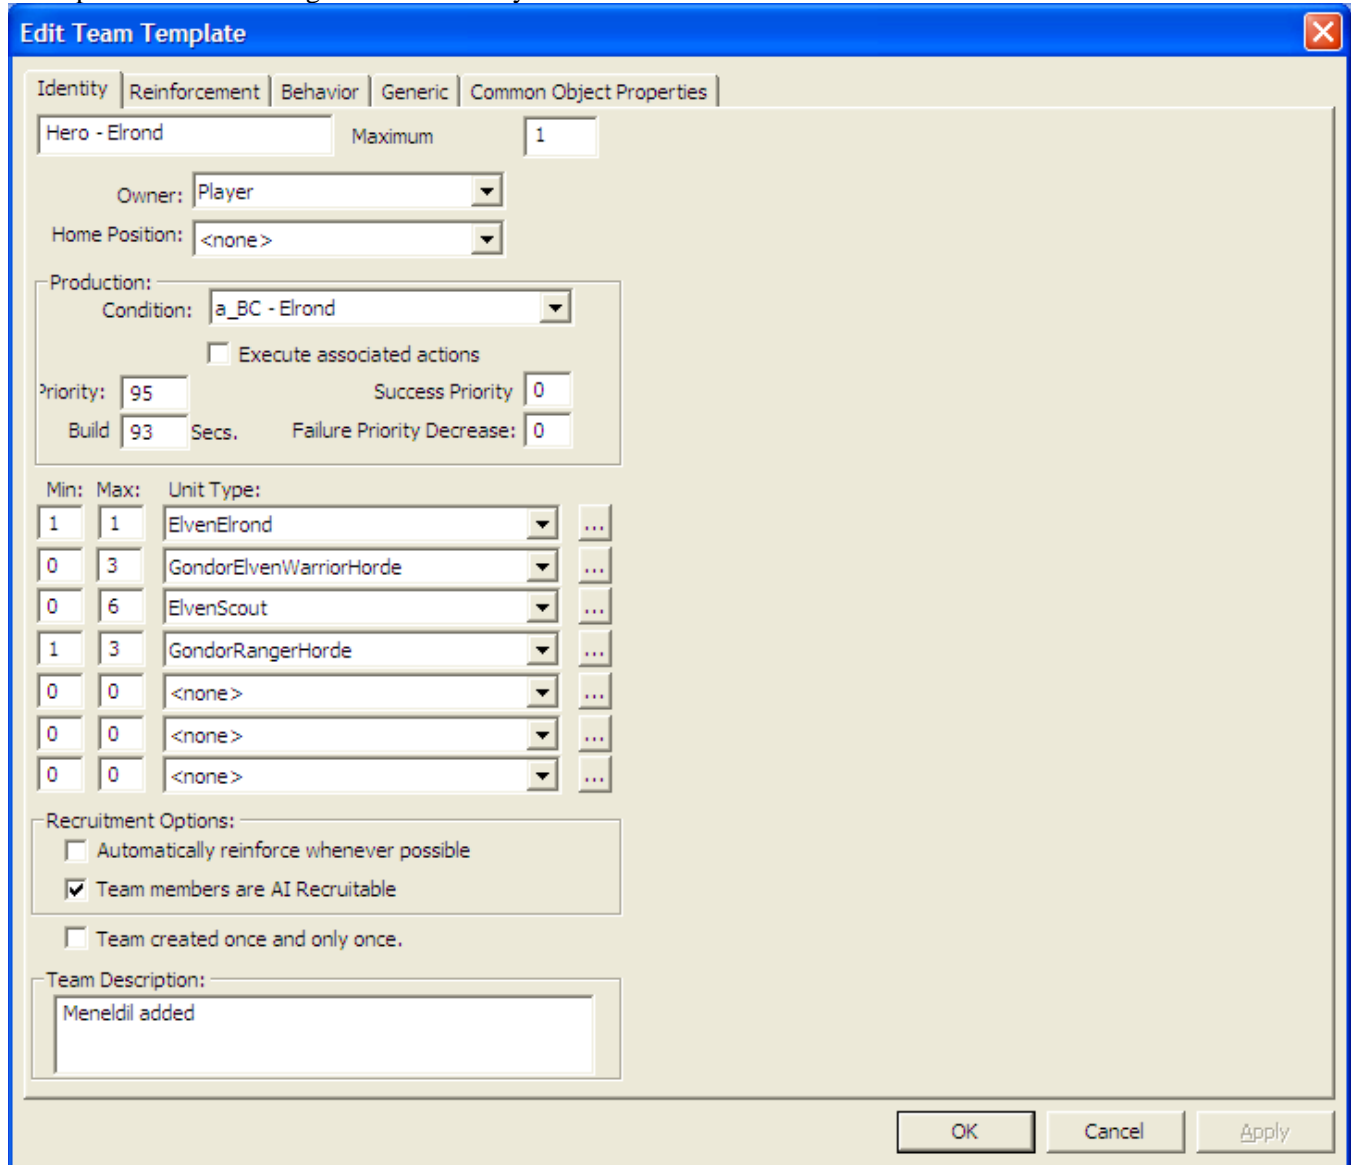 Edit Team Template
Identity Reinforcement Behavior Generic Common Object Properties
Hero - Elrond Maximum 1
Owner: Player
Home Position: <none>
Production:
Condition: a_BC - Elrond
Execute associated actions
Priority: 95 Success Priority 0
Build 93 Secs. Failure Priority Decrease: 0
Min: Max: Unit Type:
1 1 ElvenElrond ...
0 3 GondorElvenWarriorHorde ...
0 6 ElvenScout ...
1 3 GondorRangerHorde ...
0 0 <none> ...
0 0 <none> ...
0 0 <none> ...
Recruitment Options:
Automatically reinforce whenever possible
Team members are AI Recruitable
Team created once and only once.
Team Description:
Meneldil added
OK Cancel Apply